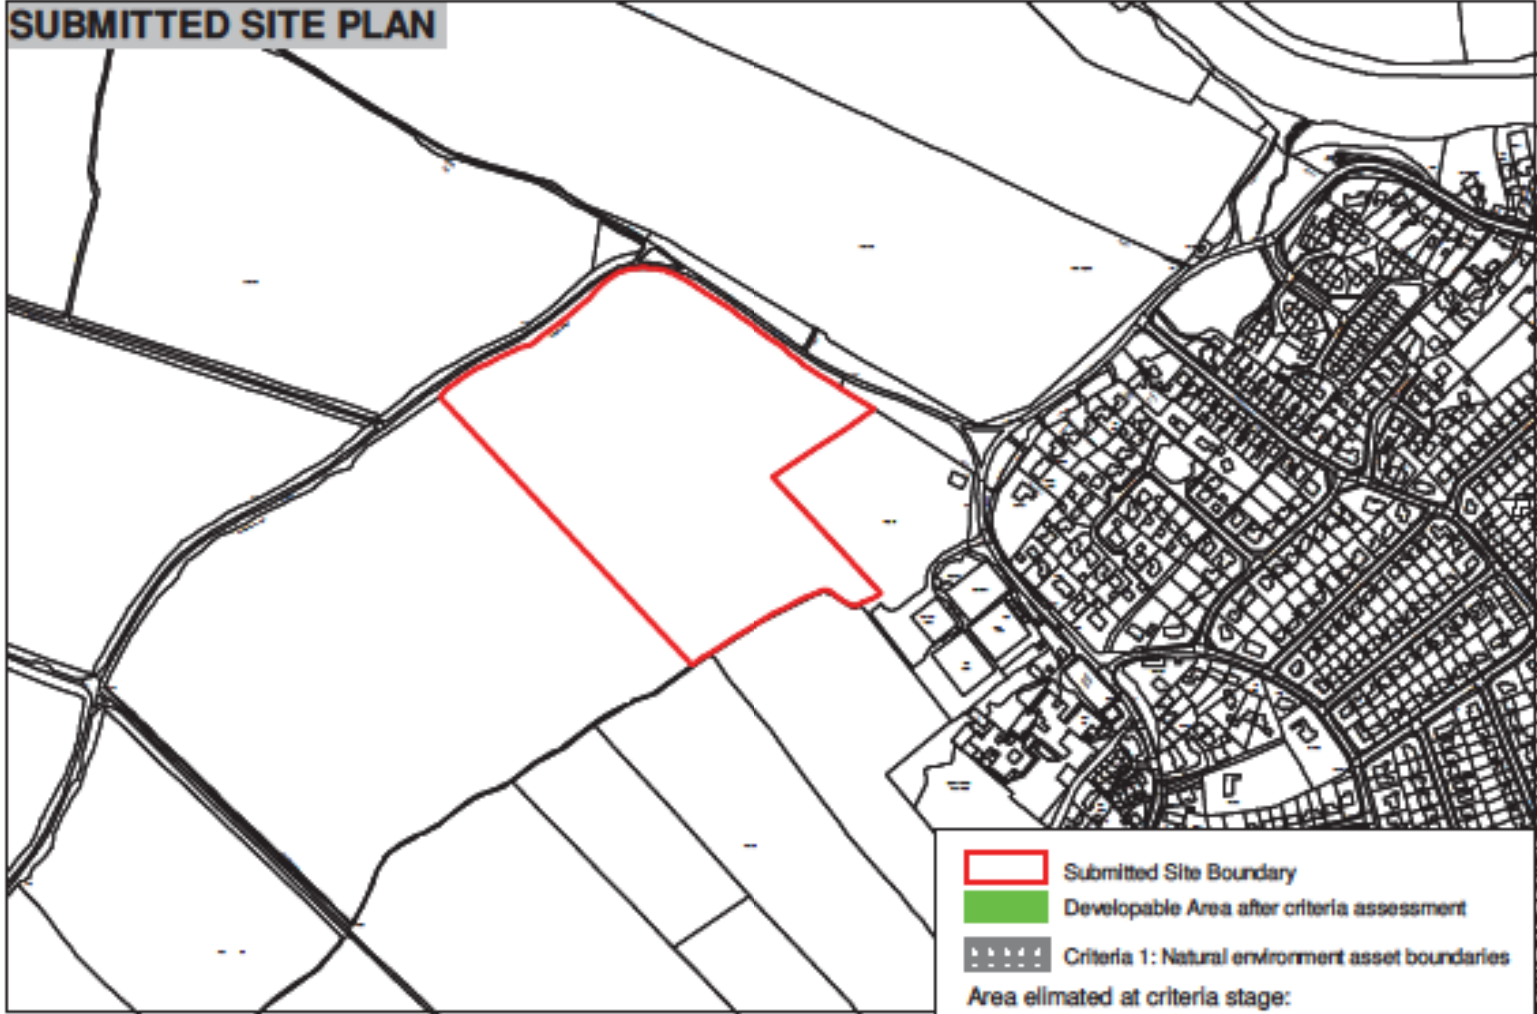 SUBMITTED SITE PLAN
Submitted Site Boundary
Developable Area after criteria assessment
Criteria 1: Natural environment asset boundaries
Area elimated at criteria stage: